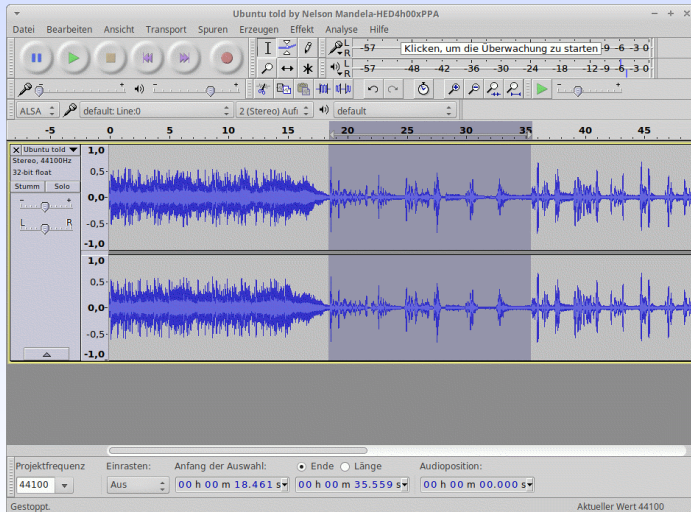 Ubuntu told by Nelson Mandela-HED4h00xPPA
Datei Bearbeiten Ansicht Transport Spuren Erzeugen Effekt Analyse Hilfe
L R -57 Klicken, um die Überwachung zu starten -9 -6 -3 0
L R -57 -48 -42 -36 -30 -24 -18 -12 -9 -6 -3 0
ALSA default: Line:0 2 (Stereo) Aufn default
-5 0 5 10 15 20 25 30 35 40 45
X Ubuntu told
Stereo, 44100Hz
32-bit float
Stumm Solo
- +
L R
1,0
0,5-
0,0-
-0,5-
-1,0
1,0
0,5-
0,0-
-0,5-
-1,0
Projektfrequenz Einrasten: Anfang der Auswahl: Ende Länge Audioposition:
44100 Aus 00 h 00 m 18.461 s 00 h 00 m 35.559 s 00 h 00 m 00.000 s
Gestoppt. Aktueller Wert 44100